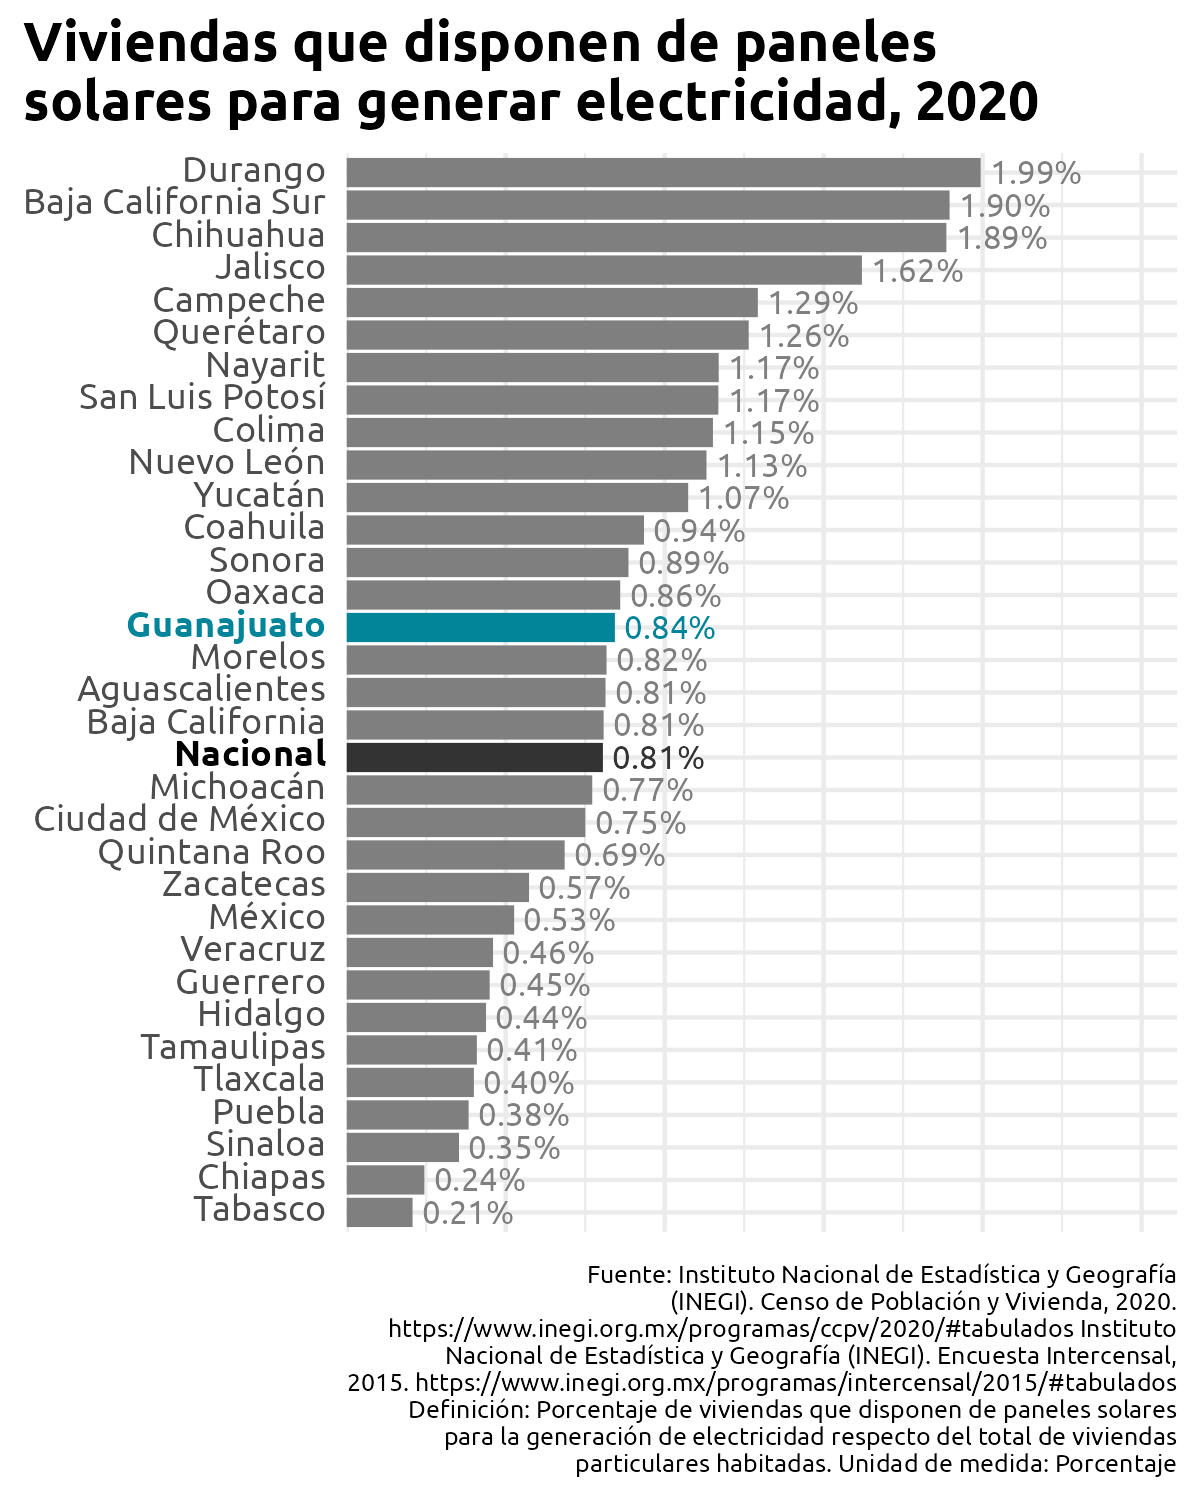 Viviendas que disponen de paneles
solares para generar electricidad, 2020
Durango 1.99%
Baja California Sur 1.90%
Chihuahua 1.89%
Jalisco 1.62%
Campeche 1.29%
Querétaro 1.26%
Nayarit 1.17%
San Luis Potosí 1.17%
Colima 1.15%
Nuevo León 1.13%
Yucatán 1.07%
Coahuila 0.94%
Sonora 0.89%
Oaxaca 0.86%
Guanajuato 0.84%
Morelos 0.82%
Aguascalientes 0.81%
Baja California 0.81%
Nacional 0.81%
Michoacán 0.77%
Ciudad de México 0.75%
Quintana Roo 0.69%
Zacatecas 0.57%
México 0.53%
Veracruz 0.46%
Guerrero 0.45%
Hidalgo 0.44%
Tamaulipas 0.41%
Tlaxcala 0.40%
Puebla 0.38%
Sinaloa 0.35%
Chiapas 0.24%
Tabasco 0.21%
Fuente: Instituto Nacional de Estadística y Geografía
(INEGI). Censo de Población y Vivienda, 2020.
https://www.inegi.org.mx/programas/ccpv/2020/#tabulados Instituto
Nacional de Estadística y Geografía (INEGI). Encuesta Intercensal,
2015. https://www.inegi.org.mx/programas/intercensal/2015/#tabulados
Definición: Porcentaje de viviendas que disponen de paneles solares
para la generación de electricidad respecto del total de viviendas
particulares habitadas. Unidad de medida: Porcentaje